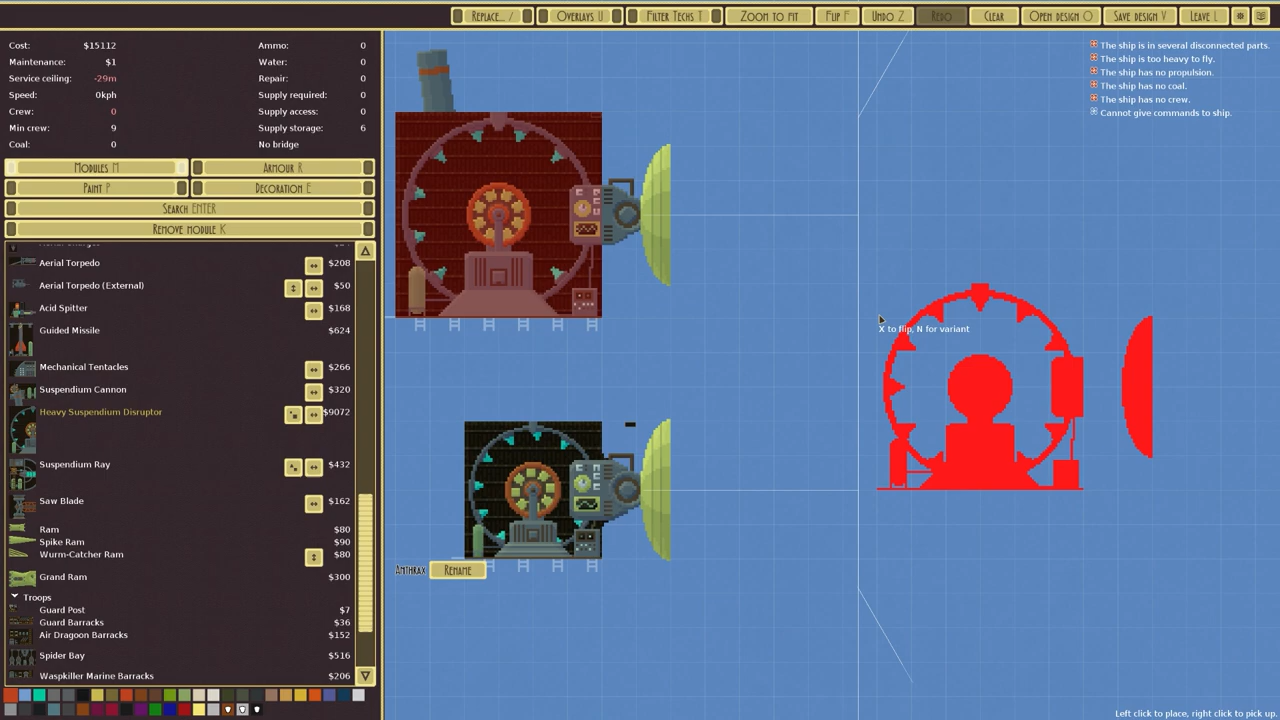 REPLACE... /
OVERLAYS U
FILTER TECHS T
ZOOM TO FIT
FLIP F
UNDO Z
REDO
CLEAR
OPEN DESIGN O
SAVE DESIGN V
LEAVE L
Cost: $15112
Maintenance: $1
Service ceiling: -29m
Speed: 0kph
Crew: 0
Min crew: 9
Coal: 0
Ammo: 0
Water: 0
Repair: 0
Supply required: 0
Supply access: 0
Supply storage: 6
No bridge
MODULES M
ARMOUR R
PAINT P
DECORATION E
SEARCH ENTER
REMOVE MODULE K
Aerial Torpedo $208
Aerial Torpedo (External) $50
Acid Spitter $168
Guided Missile $624
Mechanical Tentacles $266
Suspendium Cannon $320
Heavy Suspendium Disruptor $9072
Suspendium Ray $432
Saw Blade $162
Ram $80
Spike Ram $90
Wurm-Catcher Ram $80
Grand Ram $300
Troops
Guard Post $7
Guard Barracks $36
Air Dragoon Barracks $152
Spider Bay $516
Waspkiller Marine Barracks $206
The ship is in several disconnected parts.
The ship is too heavy to fly.
The ship has no propulsion.
The ship has no coal.
The ship has no crew.
Cannot give commands to ship.
X to flip, N for variant
ANTHRAX
RENAME
Left click to place, right click to pick up.